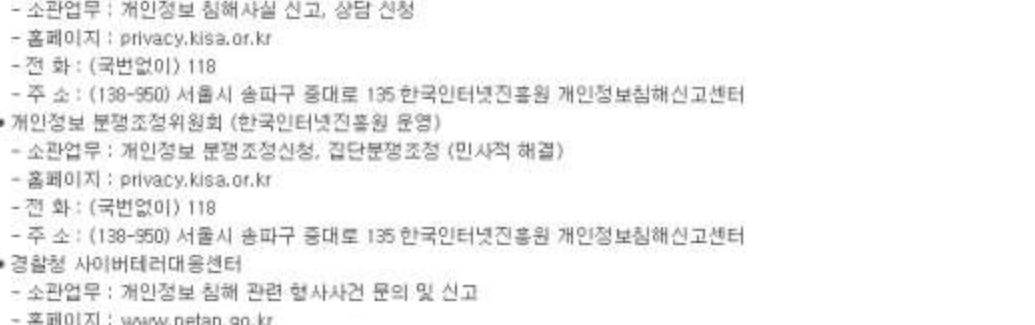 - 소관업무 : 개인정보 침해사실 신고, 상담 신청
- 홈페이지 : privacy.kisa.or.kr
- 전 화 : (국번없이) 118
- 주 소 : (138-950) 서울시 송파구 중대로 135 한국인터넷진흥원 개인정보침해신고센터
• 개인정보 분쟁조정위원회 (한국인터넷진흥원 운영)
- 소관업무 : 개인정보 분쟁조정신청, 집단분쟁조정 (민사적 해결)
- 홈페이지 : privacy.kisa.or.kr
- 전 화 : (국번없이) 118
- 주 소 : (138-950) 서울시 송파구 중대로 135 한국인터넷진흥원 개인정보침해신고센터
• 경찰청 사이버테러대응센터
- 소관업무 : 개인정보 침해 관련 형사사건 문의 및 신고
- 홈페이지 : www.netan.go.kr